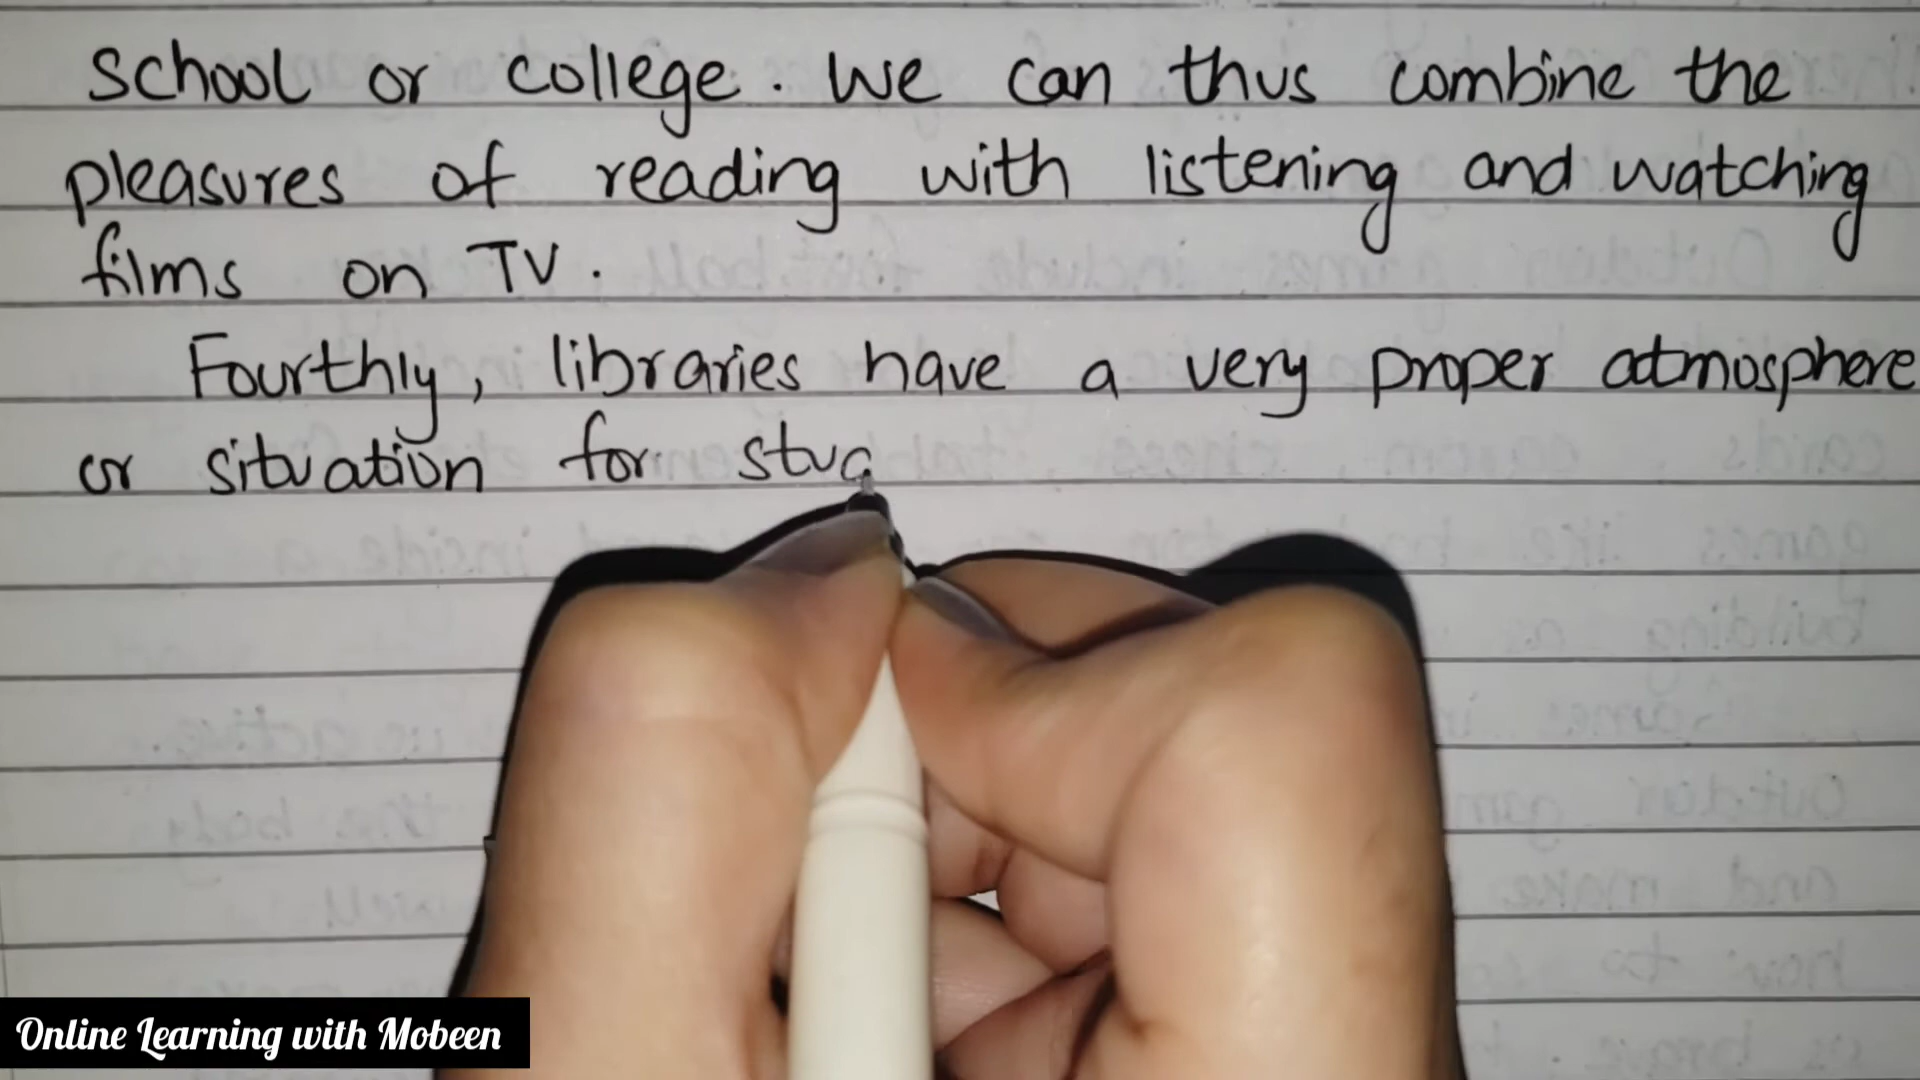 School or college. We can thus combine the
pleasures of reading with listening and watching
films on TV.
Fourthly, libraries have a very proper atmosphere
or situation for stu
Online Learning with Mobeen